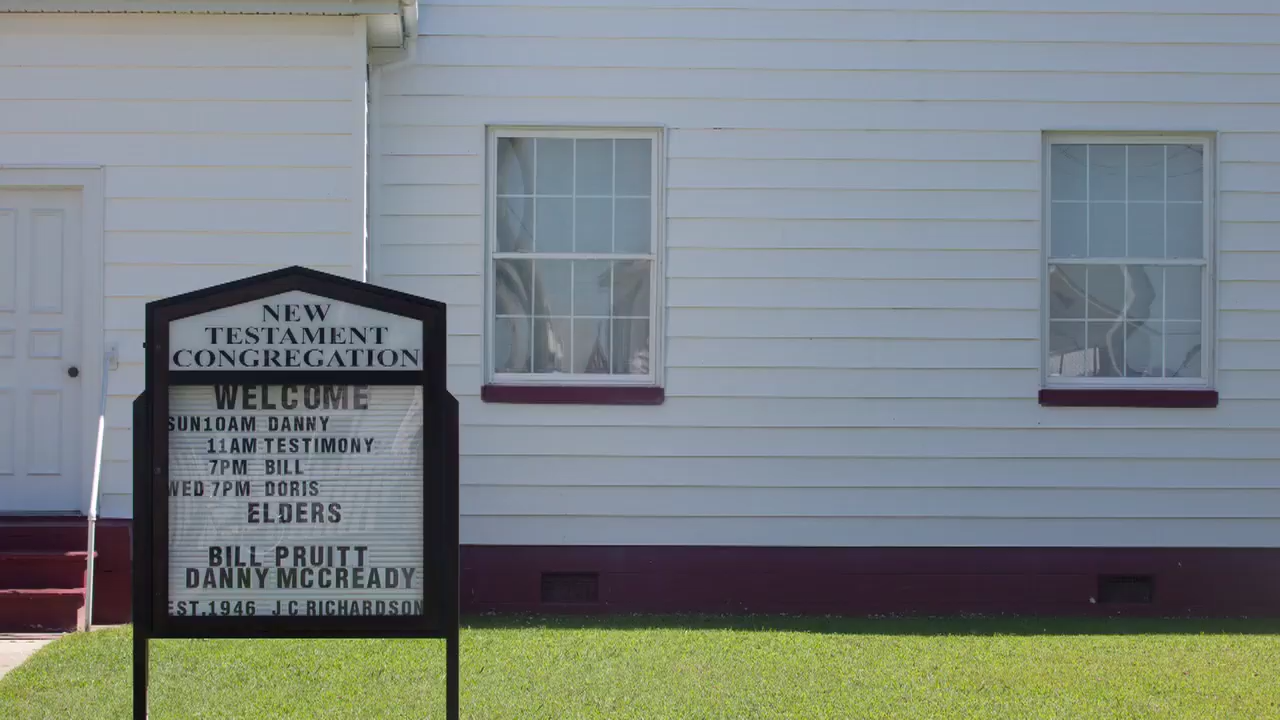 NEW
TESTAMENT
CONGREGATION
WELCOME
SUN10AM DANNY
11AM TESTIMONY
7PM BILL
WED 7PM DORIS
ELDERS
BILL PRUITT
DANNY MCCREADY
EST.1946 J C RICHARDSON